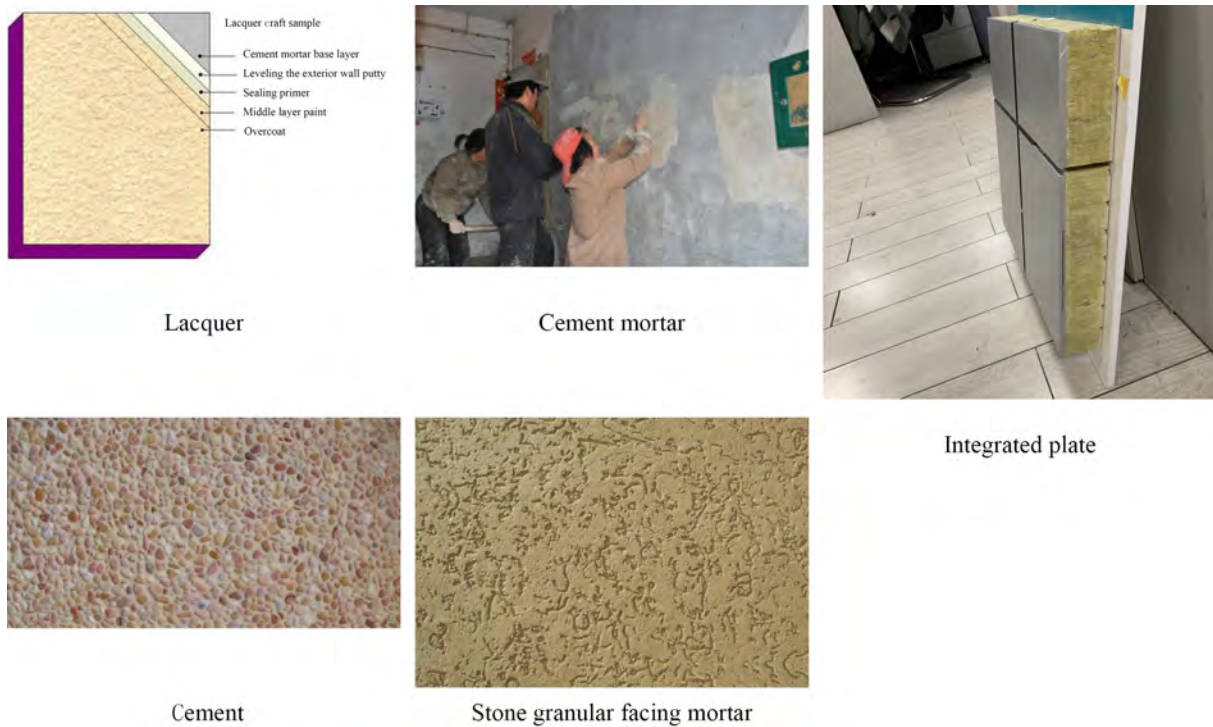 Lacquer craft sample
Cement mortar base layer
Leveling the exterior wall putty
Sealing primer
Middle layer paint
Overcoat
Lacquer
Cement mortar
Integrated plate
Cement
Stone granular facing mortar